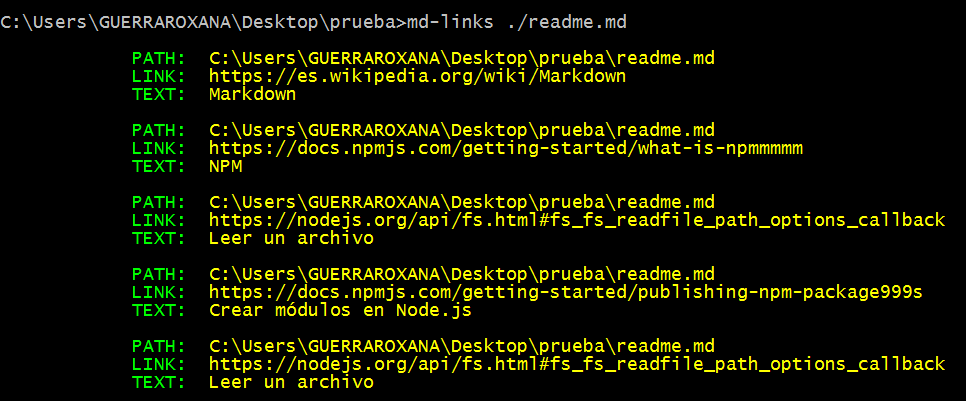 C:\Users\GUERRAROXANA\Desktop\prueba>md-links ./readme.md
PATH: C:\Users\GUERRAROXANA\Desktop\prueba\readme.md
LINK: https://es.wikipedia.org/wiki/Markdown
TEXT: Markdown
PATH: C:\Users\GUERRAROXANA\Desktop\prueba\readme.md
LINK: https://docs.npmjs.com/getting-started/what-is-npmmmmm
TEXT: NPM
PATH: C:\Users\GUERRAROXANA\Desktop\prueba\readme.md
LINK: https://nodejs.org/api/fs.html#fs_fs_readfile_path_options_callback
TEXT: Leer un archivo
PATH: C:\Users\GUERRAROXANA\Desktop\prueba\readme.md
LINK: https://docs.npmjs.com/getting-started/publishing-npm-package999s
TEXT: Crear módulos en Node.js
PATH: C:\Users\GUERRAROXANA\Desktop\prueba\readme.md
LINK: https://nodejs.org/api/fs.html#fs_fs_readfile_path_options_callback
TEXT: Leer un archivo